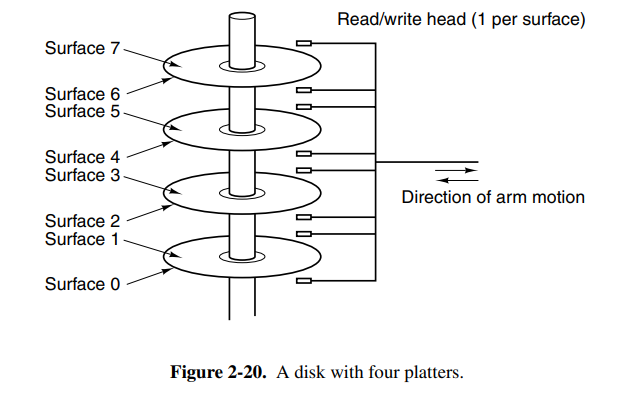 Read/write head (1 per surface)
Surface 7
Surface 6
Surface 5
Surface 4
Surface 3
Direction of arm motion
Surface 2
Surface 1
Surface 0
Figure 2-20. A disk with four platters.